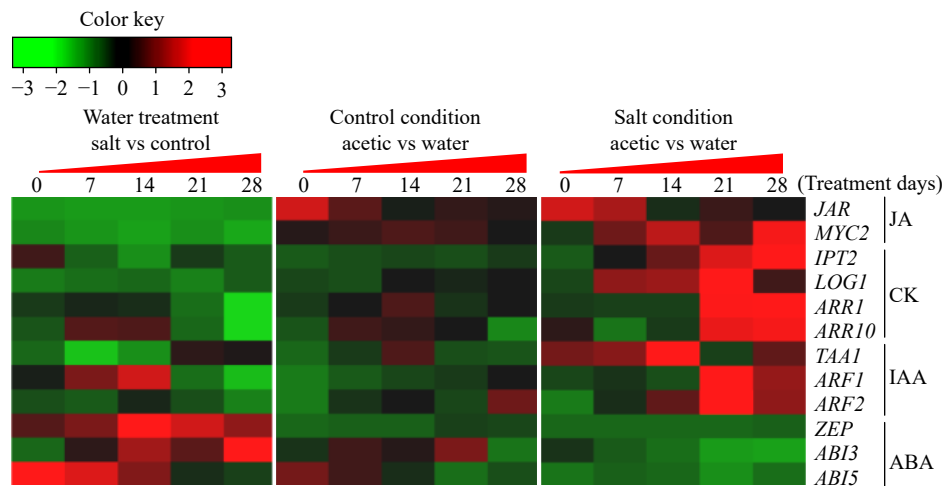 Color key
−3 −2 −1 0 1 2 3
Water treatment
salt vs control
Control condition
acetic vs water
Salt condition
acetic vs water
0 7 14 21 28 0 7 14 21 28 0 7 14 21 28 (Treatment days)
JAR
MYC2
JA
IPT2
LOG1
ARR1
ARR10
CK
TAA1
ARF1
ARF2
IAA
ZEP
ABI3
ABI5
ABA